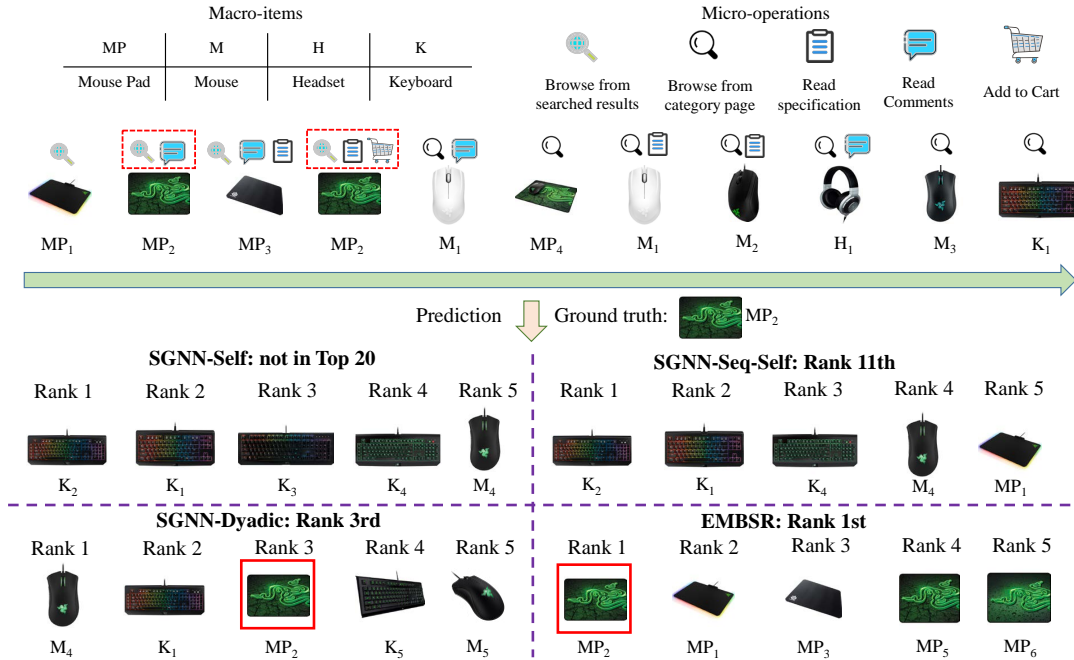 Macro-items
MP M H K
Mouse Pad Mouse Headset Keyboard
Micro-operations
Browse from searched results
Browse from category page
Read specification
Read Comments
Add to Cart
MP1 MP2 MP3 MP2 M1 MP4 M1 M2 H1 M3 K1
Prediction Ground truth: MP2
SGNN-Self: not in Top 20
Rank 1 Rank 2 Rank 3 Rank 4 Rank 5
K2 K1 K3 K4 M4
SGNN-Seq-Self: Rank 11th
Rank 1 Rank 2 Rank 3 Rank 4 Rank 5
K2 K1 K4 M4 MP1
SGNN-Dyadic: Rank 3rd
Rank 1 Rank 2 Rank 3 Rank 4 Rank 5
M4 K1 MP2 K5 M5
EMBSR: Rank 1st
Rank 1 Rank 2 Rank 3 Rank 4 Rank 5
MP2 MP1 MP3 MP5 MP6